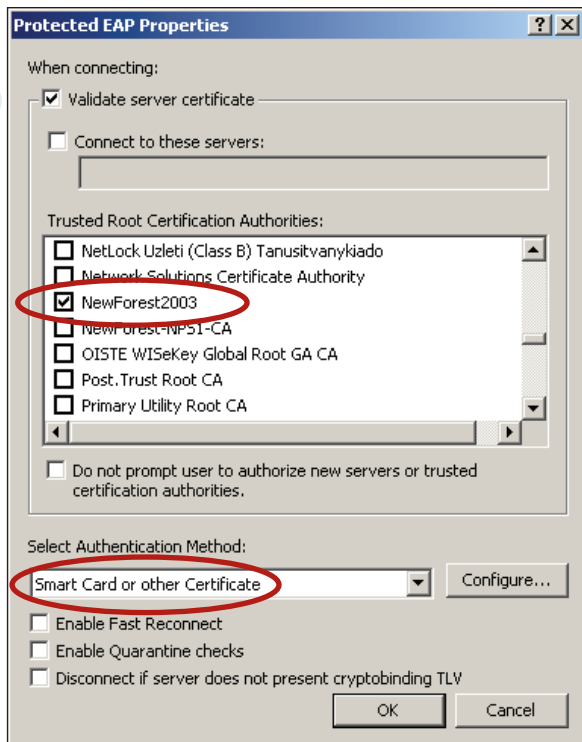 Protected EAP Properties
When connecting:
Validate server certificate
Connect to these servers:
Trusted Root Certification Authorities:
NetLock Uzleti (Class B) Tanusitvanykiado
Network Solutions Certificate Authority
NewForest2003
NewForest-NPS1-CA
OISTE WISeKey Global Root GA CA
Post.Trust Root CA
Primary Utility Root CA
Do not prompt user to authorize new servers or trusted
certification authorities.
Select Authentication Method:
Smart Card or other Certificate
Configure...
Enable Fast Reconnect
Enable Quarantine checks
Disconnect if server does not present cryptobinding TLV
OK
Cancel